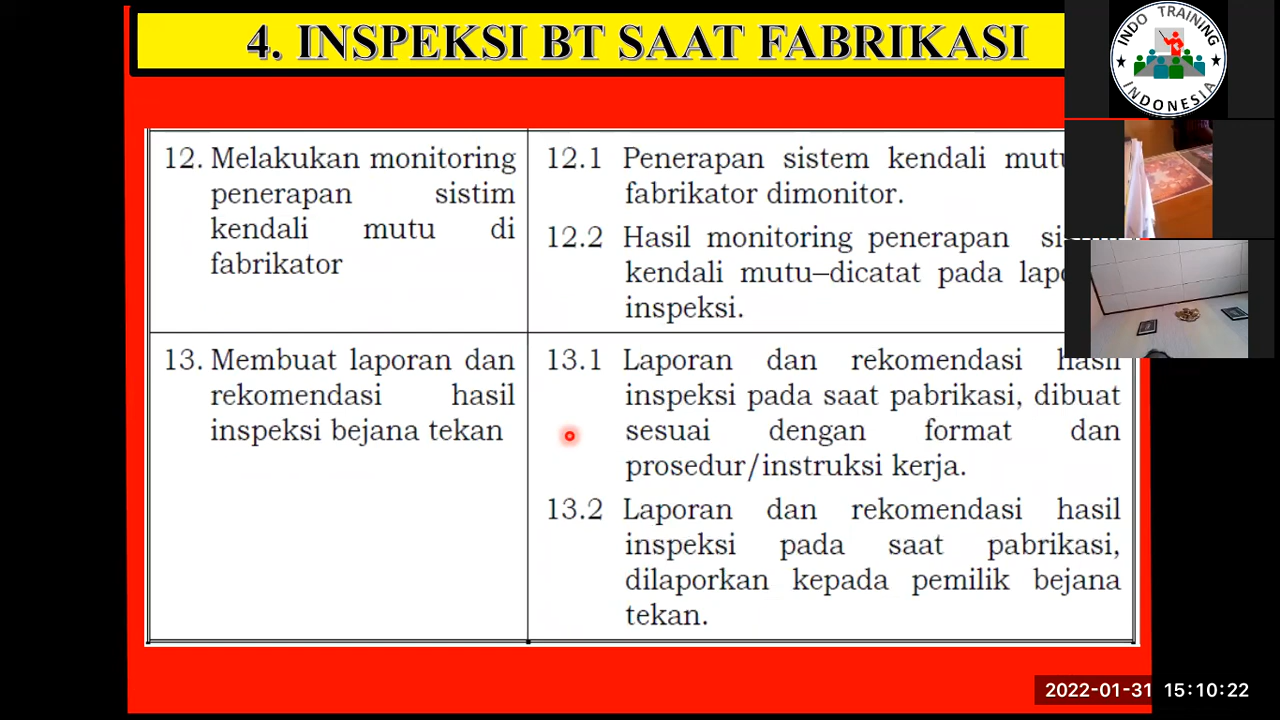 4. INSPEKSI BT SAAT FABRIKASI
INDO TRAINING
INDONESIA
12. Melakukan monitoring
penerapan sistim
kendali mutu di
fabrikator
12.1 Penerapan sistem kendali
fabrikator dimonitor.
12.2 Hasil monitoring penerapan
kendali mutu–dicatat pada
inspeksi.
13. Membuat laporan dan
rekomendasi hasil
inspeksi bejana tekan
13.1 Laporan dan rekomendasi hasil
inspeksi pada saat pabrikasi, dibuat
sesuai dengan format dan
prosedur/instruksi kerja.
13.2 Laporan dan rekomendasi hasil
inspeksi pada saat pabrikasi,
dilaporkan kepada pemilik bejana
tekan.
2022-01-31 15:10:22